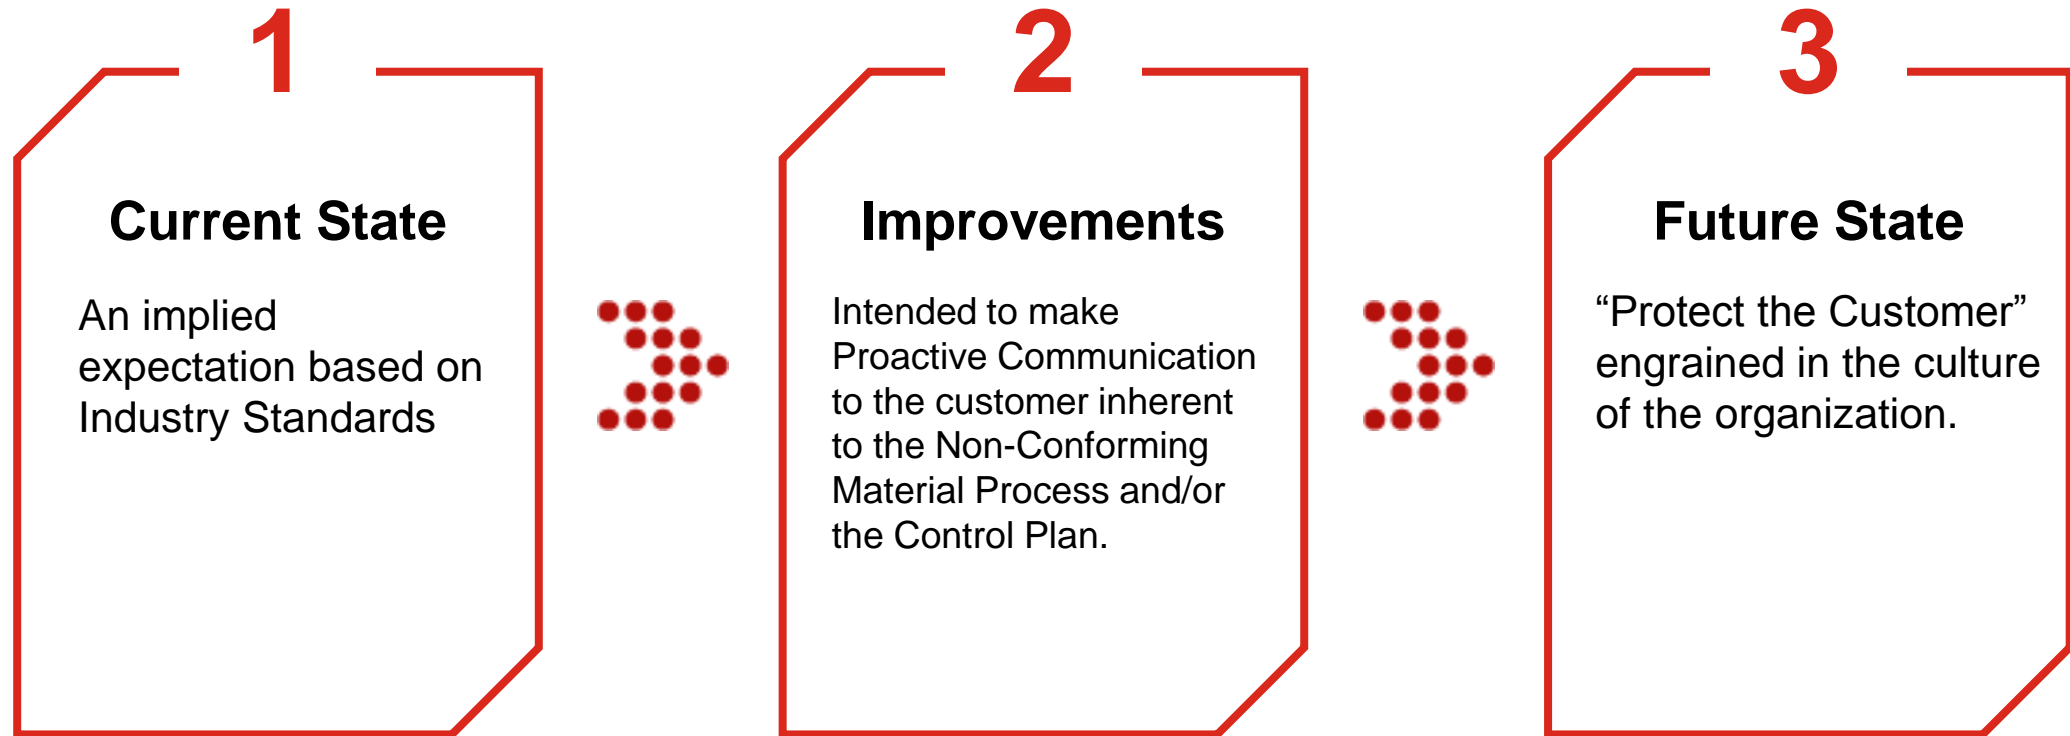 1
Current State
An implied
expectation based on
Industry Standards
2
Improvements
Intended to make
Proactive Communication
to the customer inherent
to the Non-Conforming
Material Process and/or
the Control Plan.
3
Future State
“Protect the Customer”
engrained in the culture
of the organization.